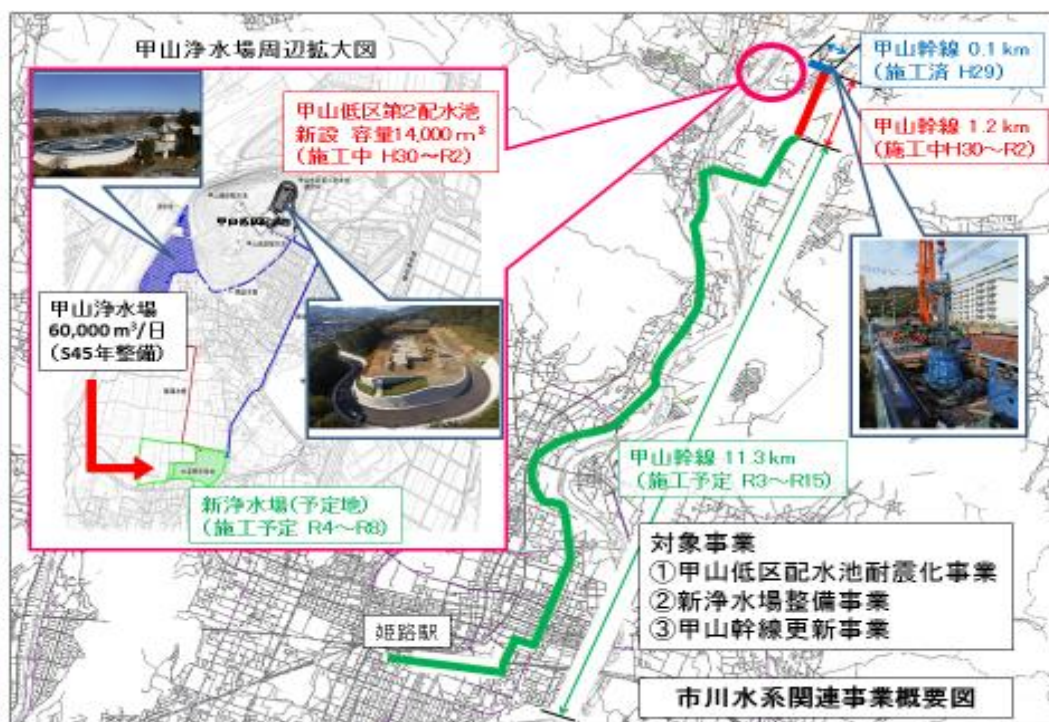 甲山浄水場周辺拡大図
甲山低区第2配水池
新設 容量14,000m³
(施工中 H30～R2)
甲山浄水場
60,000m³/日
(S45年整備)
新浄水場(予定地)
(施工予定 R4～R8)
甲山幹線 0.1km
(施工済 H29)
甲山幹線 1.2km
(施工中H30～R2)
甲山幹線 11.3km
(施工予定 R3～R15)
姫路駅
対象事業
①甲山低区配水池耐震化事業
②新浄水場整備事業
③甲山幹線更新事業
市川水系関連事業概要図